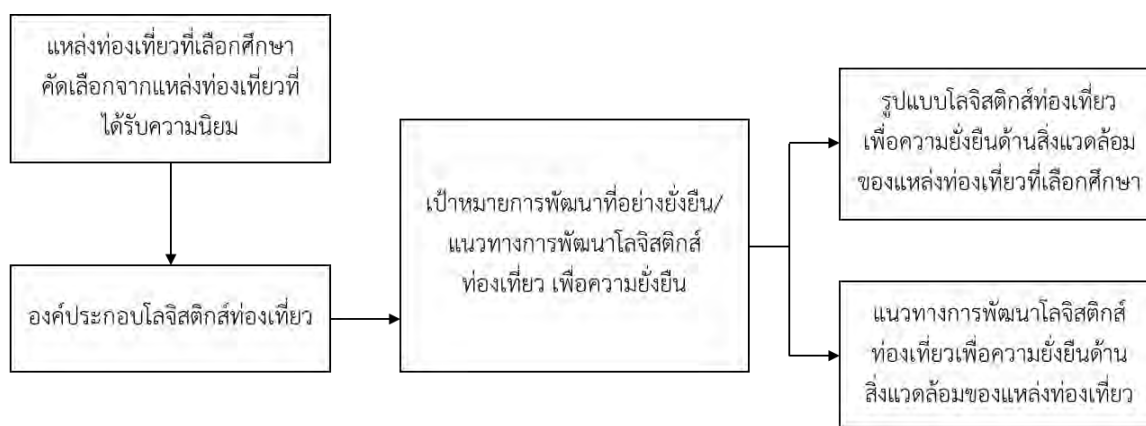 แหล่งท่องเที่ยวที่เลือกศึกษา
คัดเลือกจากแหล่งท่องเที่ยวที่
ได้รับความนิยม
องค์ประกอบโลจิสติกส์ท่องเที่ยว
เป้าหมายการพัฒนาที่อย่างยั่งยืน/
แนวทางการพัฒนาโลจิสติกส์
ท่องเที่ยว เพื่อความยั่งยืน
รูปแบบโลจิสติกส์ท่องเที่ยว
เพื่อความยั่งยืนด้านสิ่งแวดล้อม
ของแหล่งท่องเที่ยวที่เลือกศึกษา
แนวทางการพัฒนาโลจิสติกส์
ท่องเที่ยวเพื่อความยั่งยืนด้าน
สิ่งแวดล้อมของแหล่งท่องเที่ยว